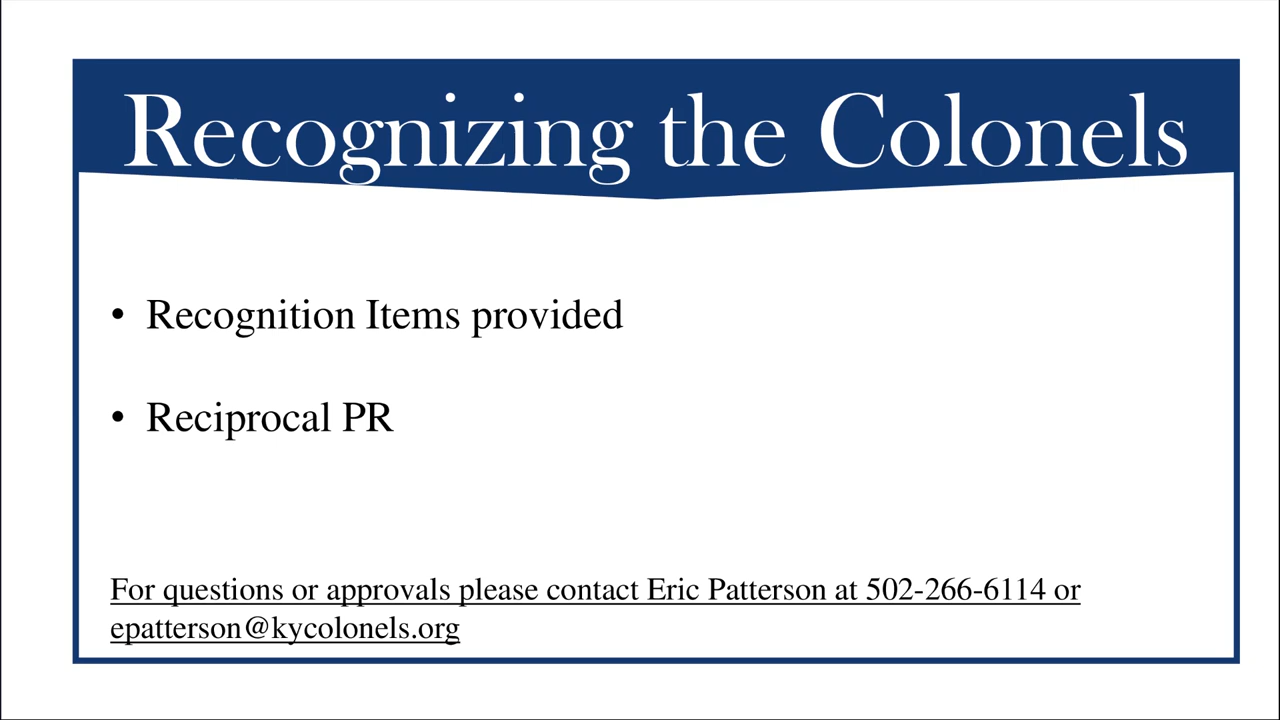 Recognizing the Colonels
• Recognition Items provided
• Reciprocal PR
For questions or approvals please contact Eric Patterson at 502-266-6114 or
epatterson@kycolonels.org